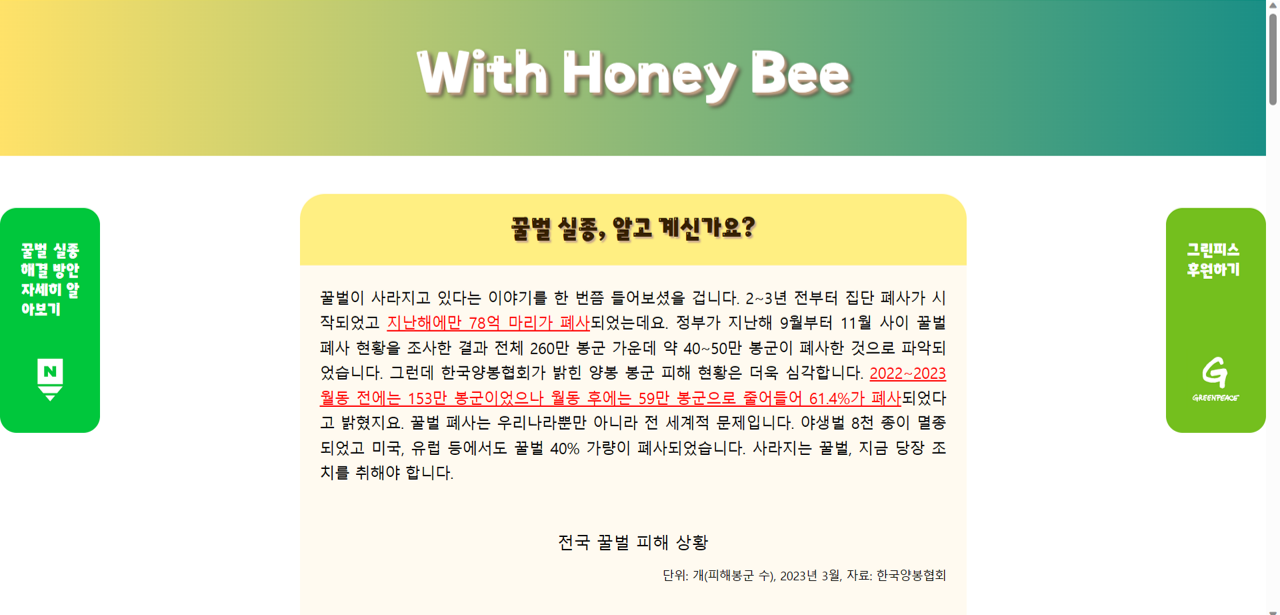 With Honey Bee
꿀벌 실종
해결 방안
자세히 알
아보기
N
꿀벌 실종, 알고 계신가요?
꿀벌이 사라지고 있다는 이야기를 한 번쯤 들어보셨을 겁니다. 2~3년 전부터 집단 폐사가 시
작되었고 지난해에만 78억 마리가 폐사되었는데요. 정부가 지난해 9월부터 11월 사이 꿀벌
폐사 현황을 조사한 결과 전체 260만 봉군 가운데 약 40~50만 봉군이 폐사한 것으로 파악되
었습니다. 그런데 한국양봉협회가 밝힌 양봉 봉군 피해 현황은 더욱 심각합니다. 2022~2023
월동 전에는 153만 봉군이었으나 월동 후에는 59만 봉군으로 줄어들어 61.4%가 폐사되었다
고 밝혔지요. 꿀벌 폐사는 우리나라뿐만 아니라 전 세계적 문제입니다. 야생벌 8천 종이 멸종
되었고 미국, 유럽 등에서도 꿀벌 40% 가량이 폐사되었습니다. 사라지는 꿀벌, 지금 당장 조
치를 취해야 합니다.
전국 꿀벌 피해 상황
단위: 개(피해봉군 수), 2023년 3월, 자료: 한국양봉협회
그린피스
후원하기
G
GREENPEACE